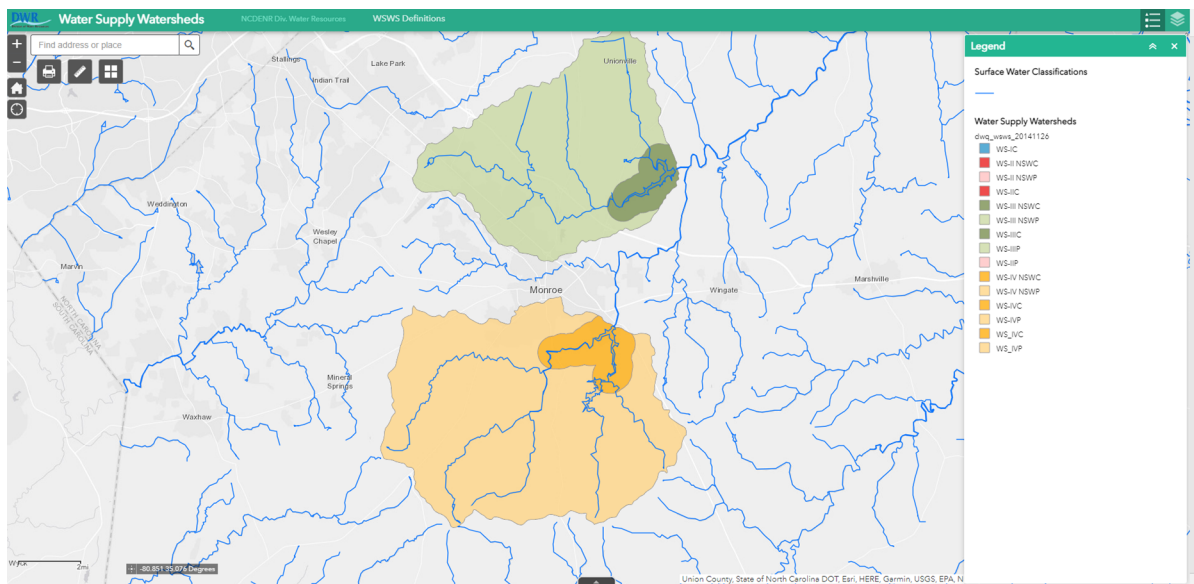 DWR
Water Supply Watersheds
NCDENR Div. Water Resources
WSWS Definitions
+
Find address or place
−
Stallings
Lake Park
Unionville
Indian Trail
Weddington
Wesley
Chapel
Marvin
NORTH CAROLINA
SOUTH CAROLINA
Monroe
Wingate
Marshville
Mineral
Springs
Waxhaw
2mi
-80.851 35.076 Degrees
Union County, State of North Carolina DOT, Esri, HERE, Garmin, USGS, EPA, N
Legend
Surface Water Classifications
Water Supply Watersheds
dwq_wsws_20141126
WS-IC
WS-II NSWC
WS-II NSWP
WS-IIC
WS-III NSWC
WS-III NSWP
WS-IIIC
WS-IIIP
WS-IIP
WS-IV NSWC
WS-IV NSWP
WS-IVC
WS-IVP
WS_IVC
WS_IVP